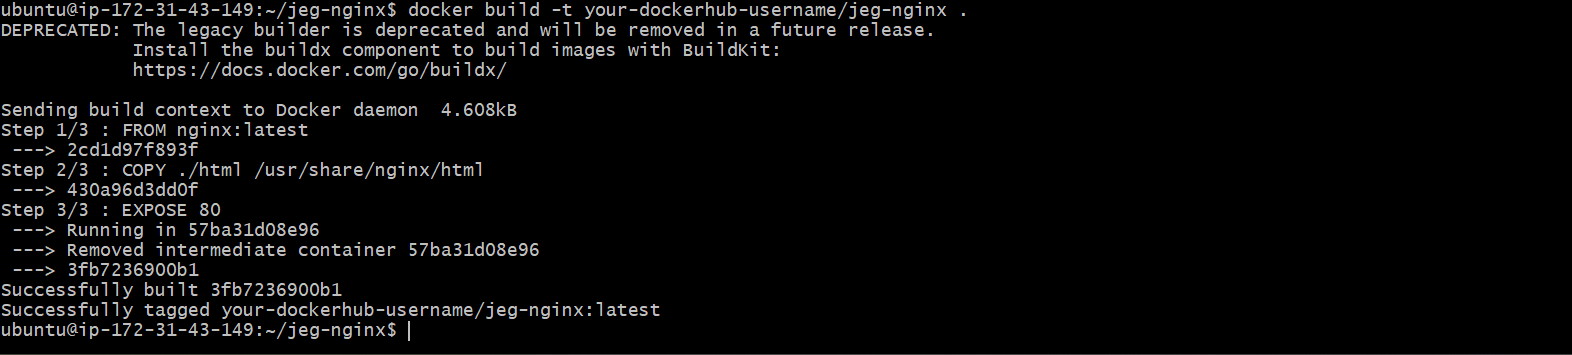 ubuntu@ip-172-31-43-149:~/jeg-nginx$ docker build -t your-dockerhub-username/jeg-nginx .
DEPRECATED: The legacy builder is deprecated and will be removed in a future release.
            Install the buildx component to build images with BuildKit:
            https://docs.docker.com/go/buildx/

Sending build context to Docker daemon  4.608kB
Step 1/3 : FROM nginx:latest
 ---> 2cd1d97f893f
Step 2/3 : COPY ./html /usr/share/nginx/html
 ---> 430a96d3dd0f
Step 3/3 : EXPOSE 80
 ---> Running in 57ba31d08e96
 ---> Removed intermediate container 57ba31d08e96
 ---> 3fb7236900b1
Successfully built 3fb7236900b1
Successfully tagged your-dockerhub-username/jeg-nginx:latest
ubuntu@ip-172-31-43-149:~/jeg-nginx$